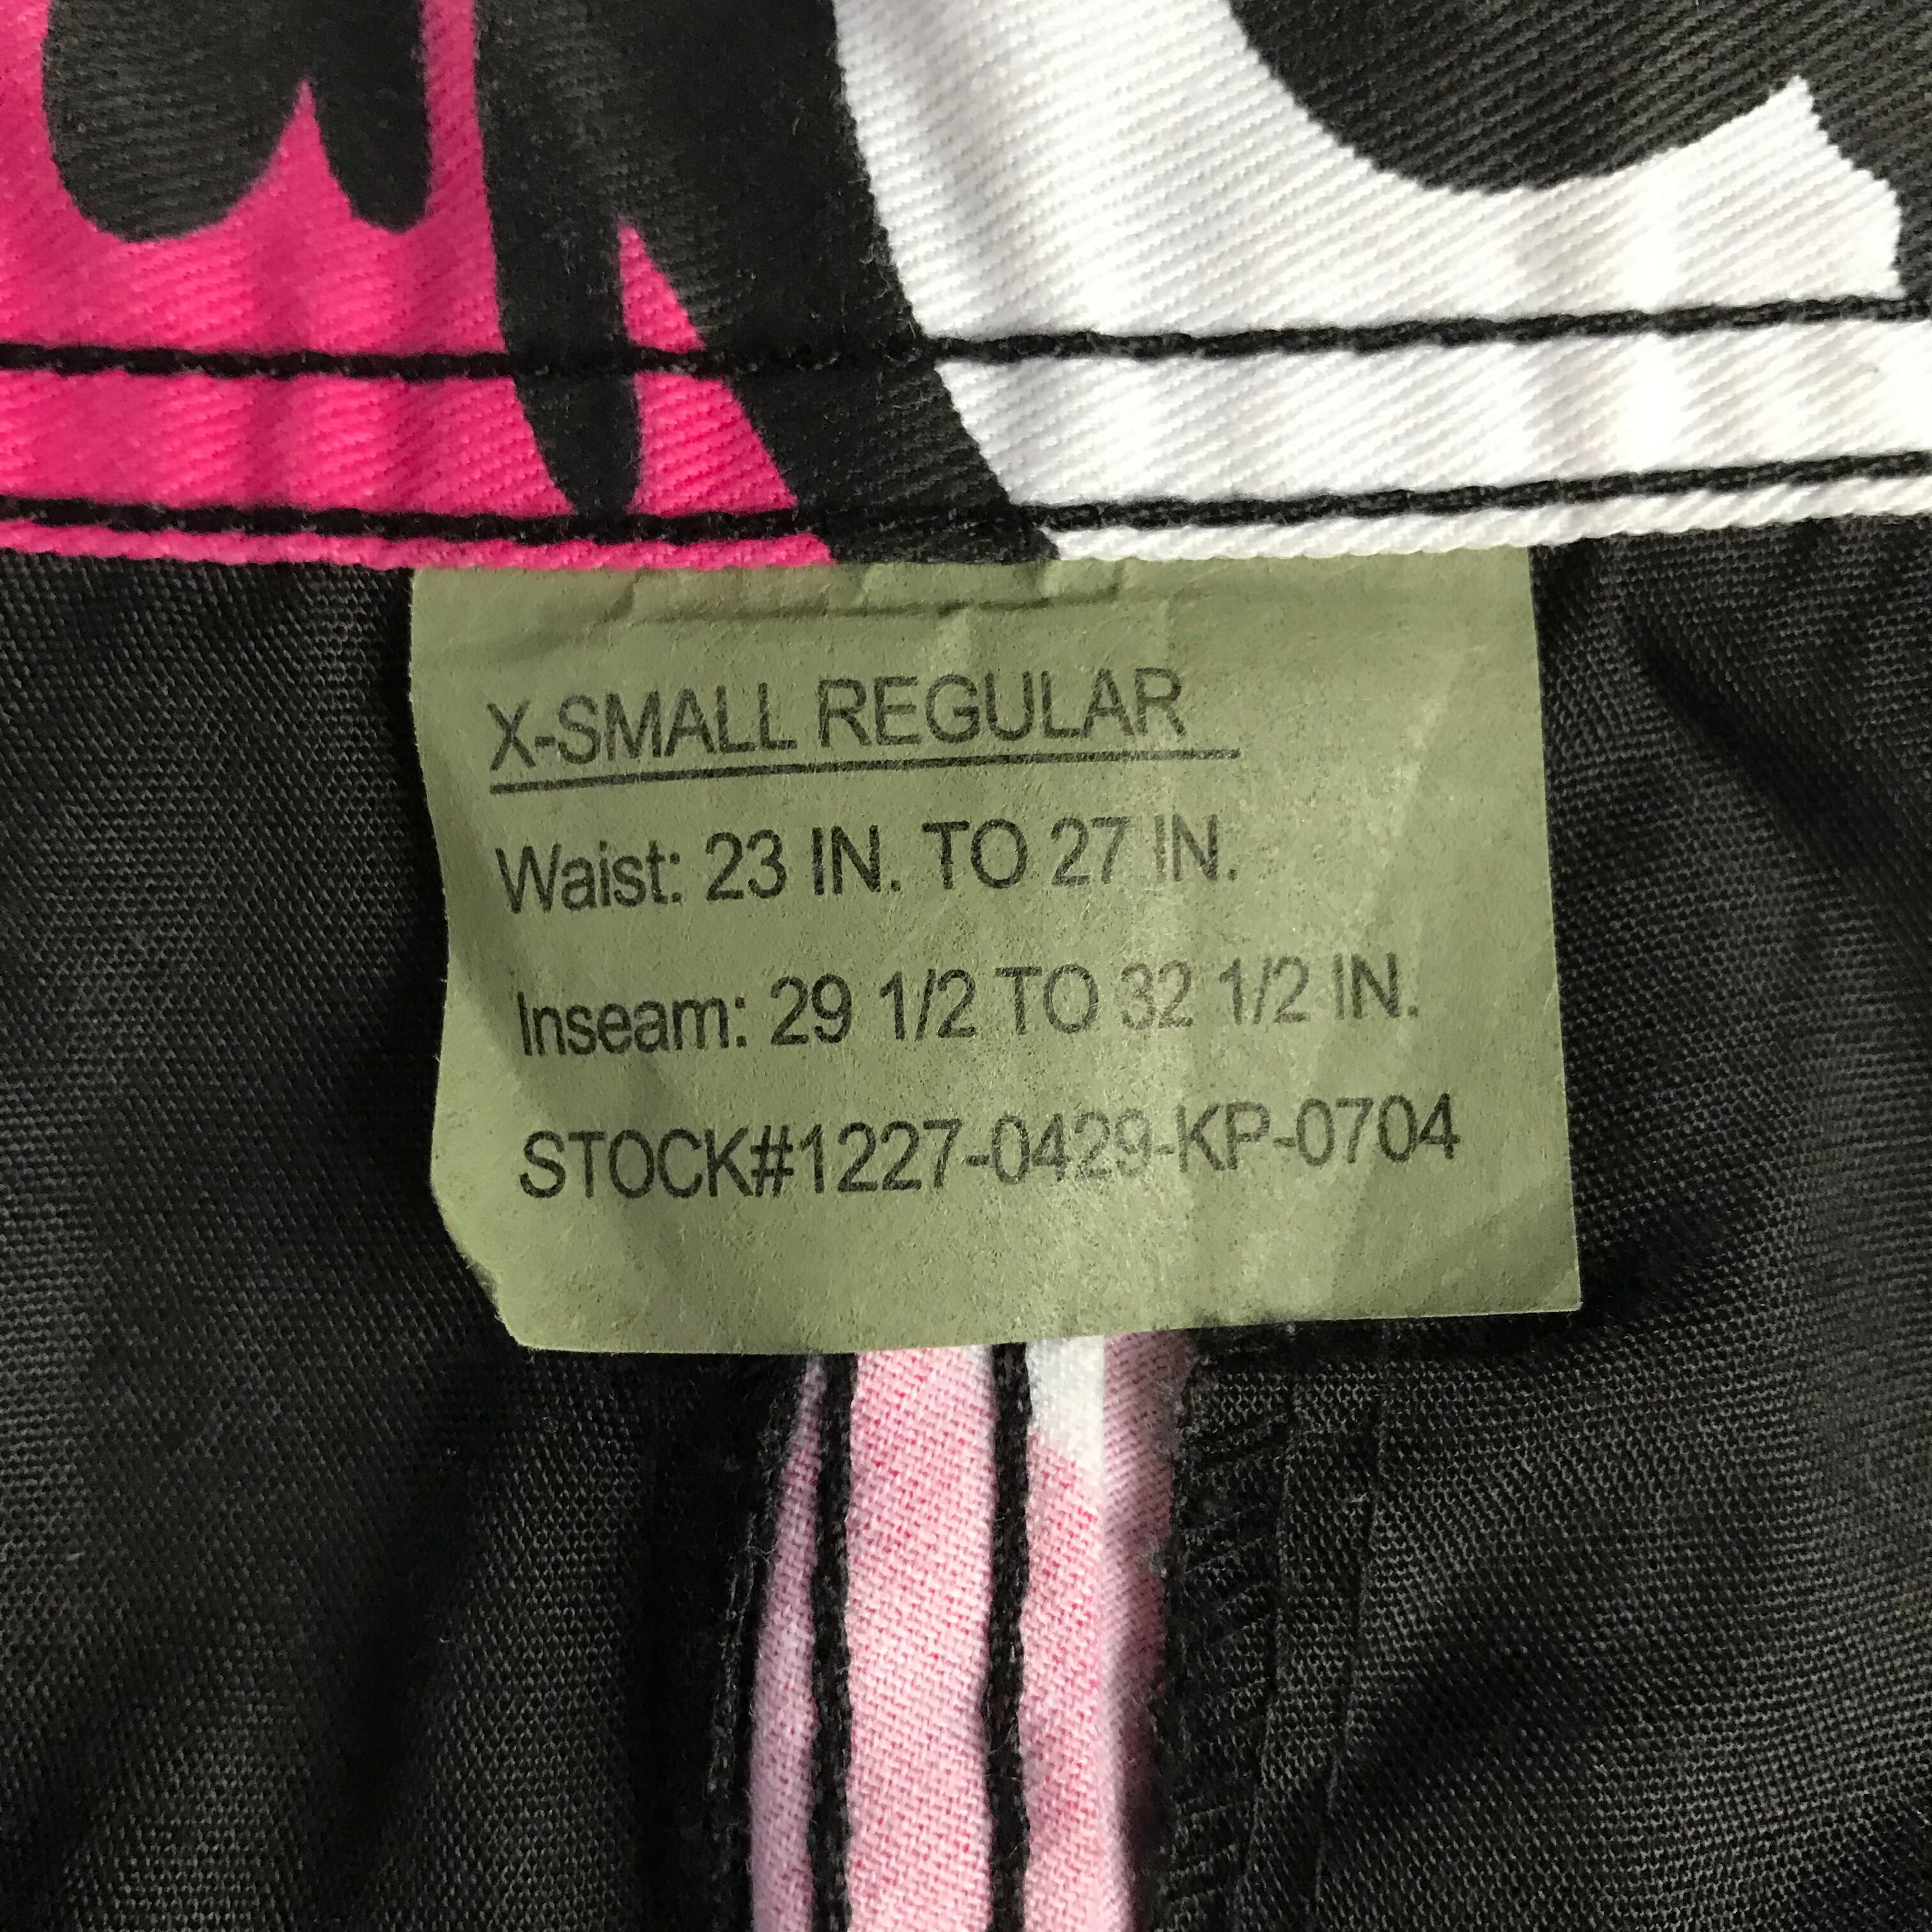 X-SMALL REGULAR
Waist: 23 IN. TO 27 IN.
Inseam: 29 1/2 TO 32 1/2 IN.
STOCK#1227-0429-KP-0704